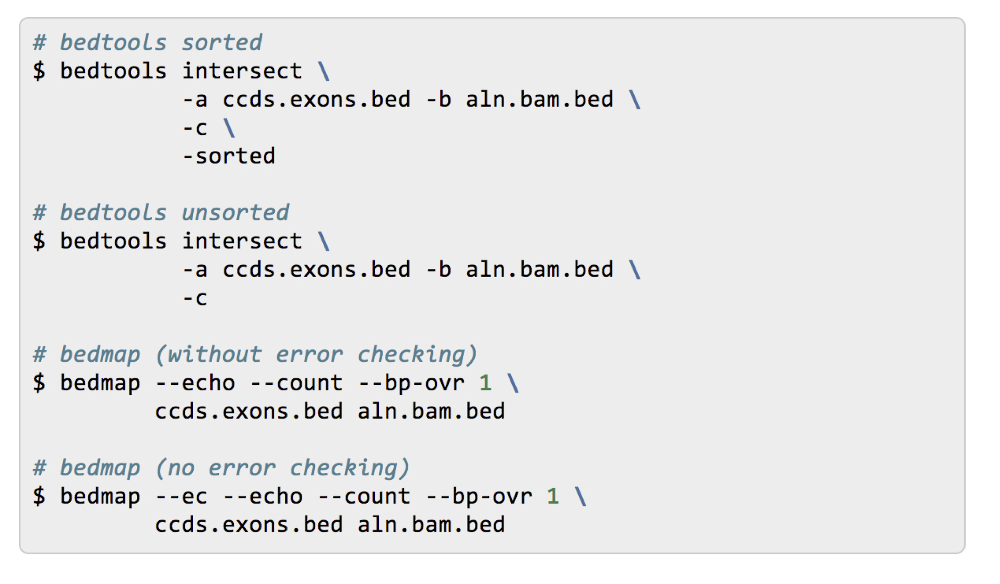 # bedtools sorted
$ bedtools intersect \
           -a ccds.exons.bed -b aln.bam.bed \
           -c \
           -sorted

# bedtools unsorted
$ bedtools intersect \
           -a ccds.exons.bed -b aln.bam.bed \
           -c

# bedmap (without error checking)
$ bedmap --echo --count --bp-ovr 1 \
         ccds.exons.bed aln.bam.bed

# bedmap (no error checking)
$ bedmap --ec --echo --count --bp-ovr 1 \
         ccds.exons.bed aln.bam.bed